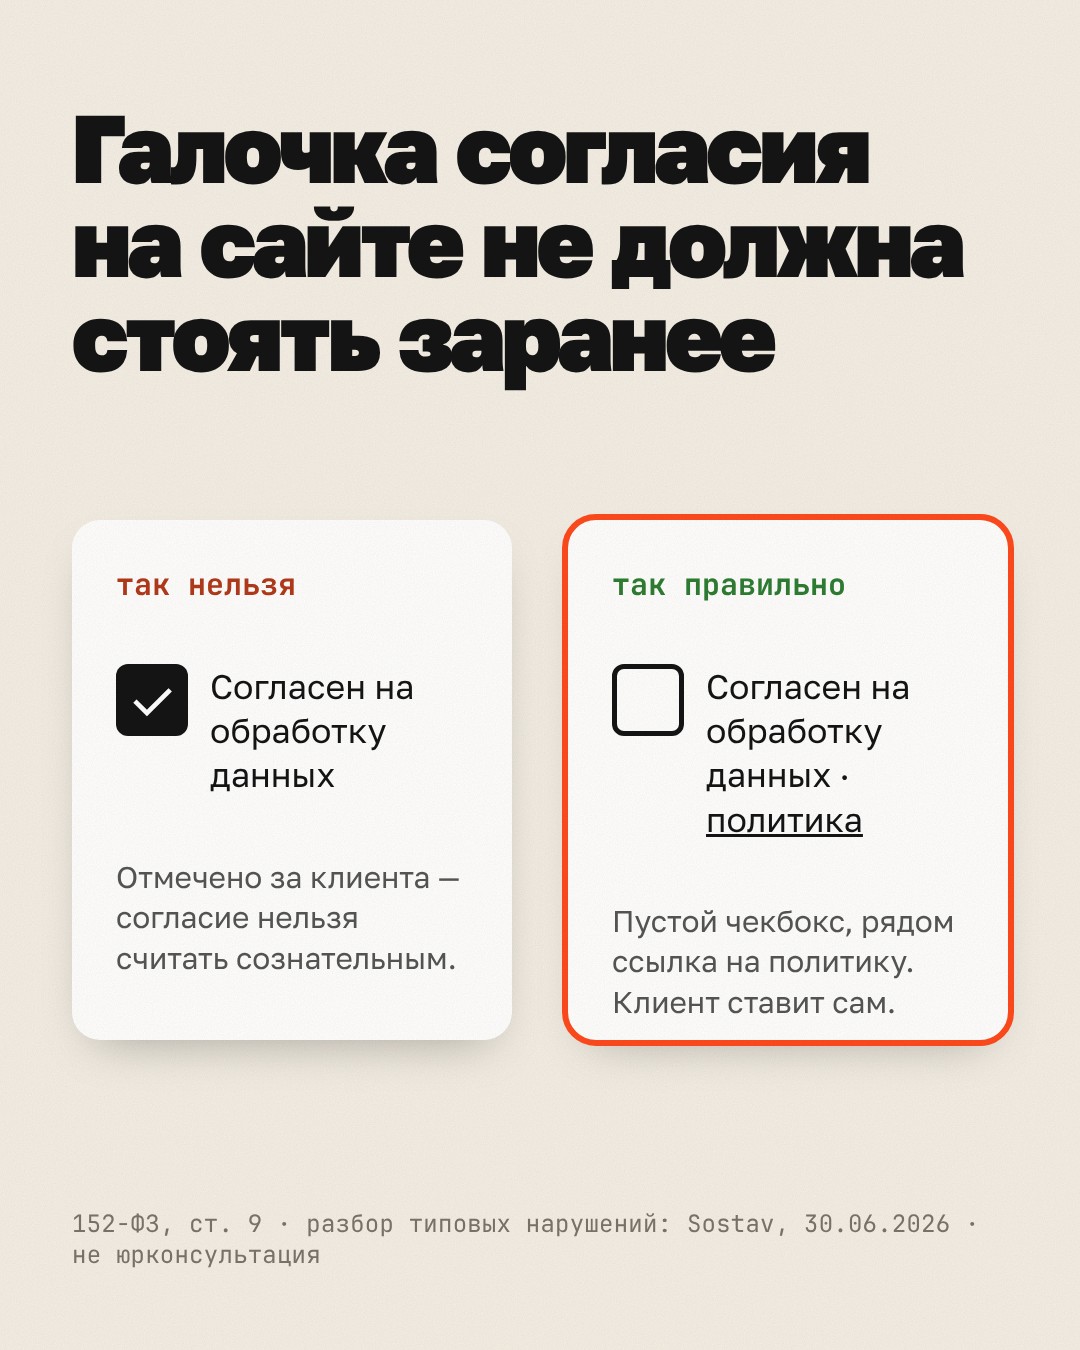 Галочка согласия
на сайте не должна
стоять заранее
так нельзя
Согласен на
обработку
данных
Отмечено за клиента —
согласие нельзя
считать сознательным.
так правильно
Согласен на
обработку
данных ·
политика
Пустой чекбокс, рядом
ссылка на политику.
Клиент ставит сам.
152-ФЗ, ст. 9 · разбор типовых нарушений: Sostav, 30.06.2026 ·
не юрконсультация